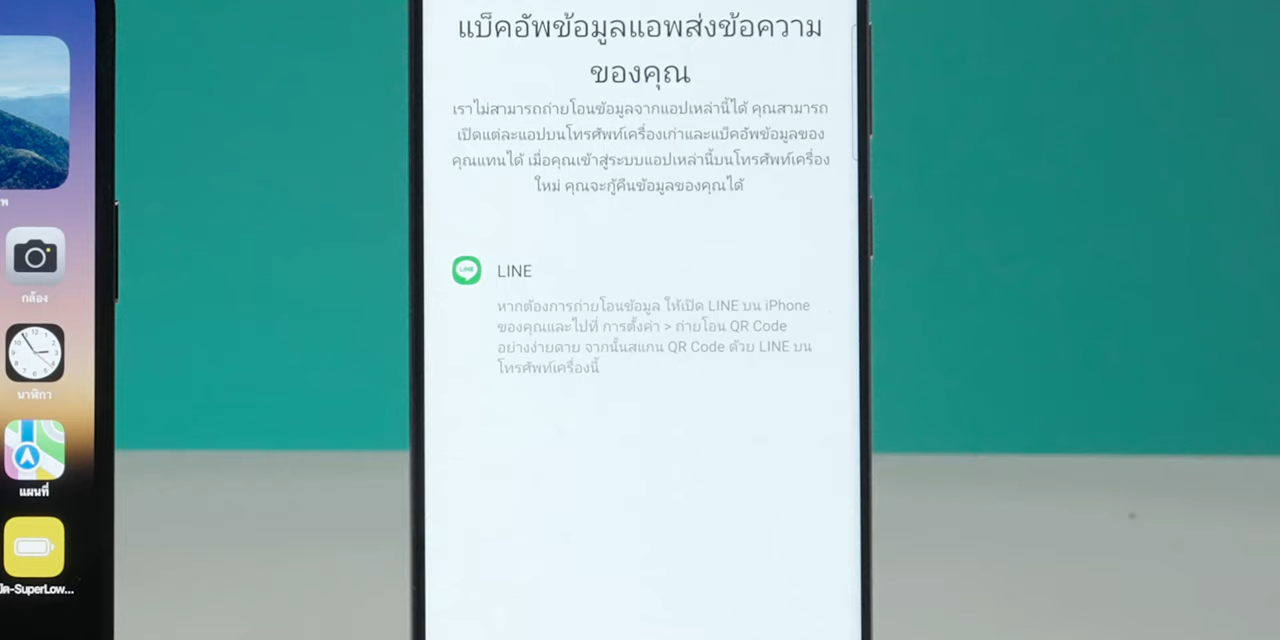 แบ็คอัพข้อมูลแอพส่งข้อความ
ของคุณ
เราไม่สามารถถ่ายโอนข้อมูลจากแอปเหล่านี้ได้ คุณสามารถ
เปิดแต่ละแอปบนโทรศัพท์เครื่องเก่าและแบ็คอัพข้อมูลของ
คุณแทนได้ เมื่อคุณเข้าสู่ระบบแอปเหล่านี้บนโทรศัพท์เครื่อง
ใหม่ คุณจะกู้คืนข้อมูลของคุณได้
LINE
LINE
หากต้องการถ่ายโอนข้อมูล ให้เปิด LINE บน iPhone
ของคุณและไปที่ การตั้งค่า > ถ่ายโอน QR Code
อย่างง่ายดาย จากนั้นสแกน QR Code ด้วย LINE บน
โทรศัพท์เครื่องนี้
กล้อง
นาฬิกา
แผนที่
-SuperLow...